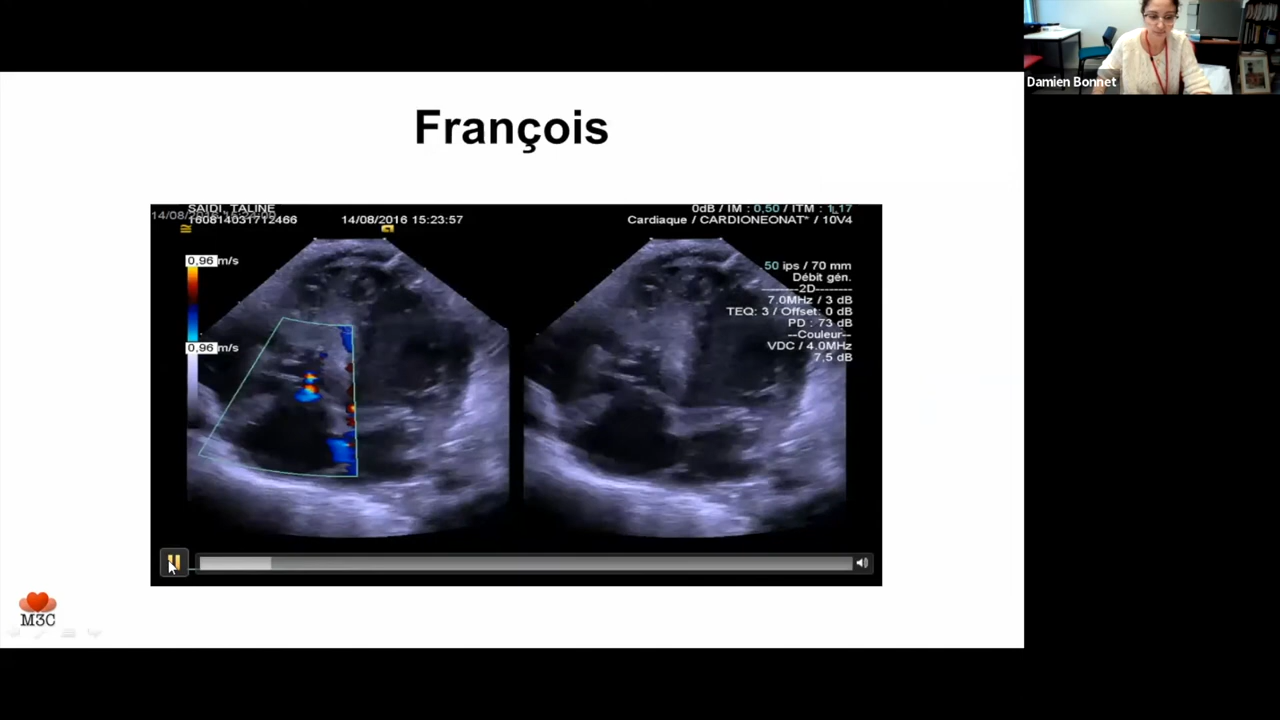 Damien Bonnet
François
SAIDI, TALINE
0dB / IM : 0,50 / ITM : 1,17
160814031712466
14/08/2016 15:23:57
Cardiaque / CARDIONEONAT* / 10V4
0,96 m/s
50 ips / 70 mm
Débit gén.
--------2D--------
7.0MHz / 3 dB
TEQ: 3 / Offset: 0 dB
PD : 73 dB
--Couleur--
0,96 m/s
VDC / 4.0MHz
7,5 dB
M3C